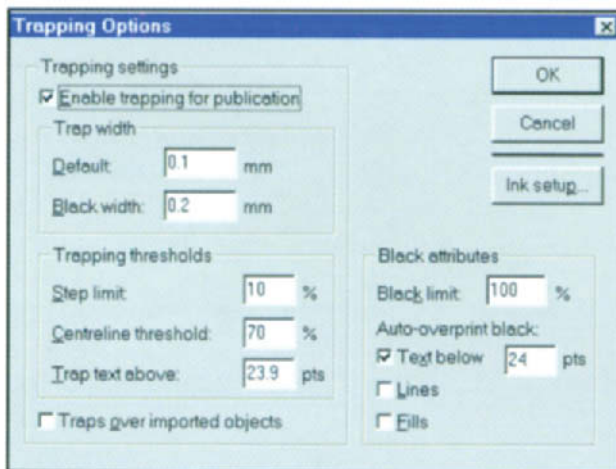 Trapping Options
Trapping settings
Enable trapping for publication
Trap width
Default: 0.1 mm
Black width: 0.2 mm
Trapping thresholds
Step limit: 10 %
Centreline threshold: 70 %
Trap text above: 23.9 pts
Traps over imported objects
OK
Cancel
Ink setup...
Black attributes
Black limit: 100 %
Auto-overprint black:
Text below 24 pts
Lines
Fills